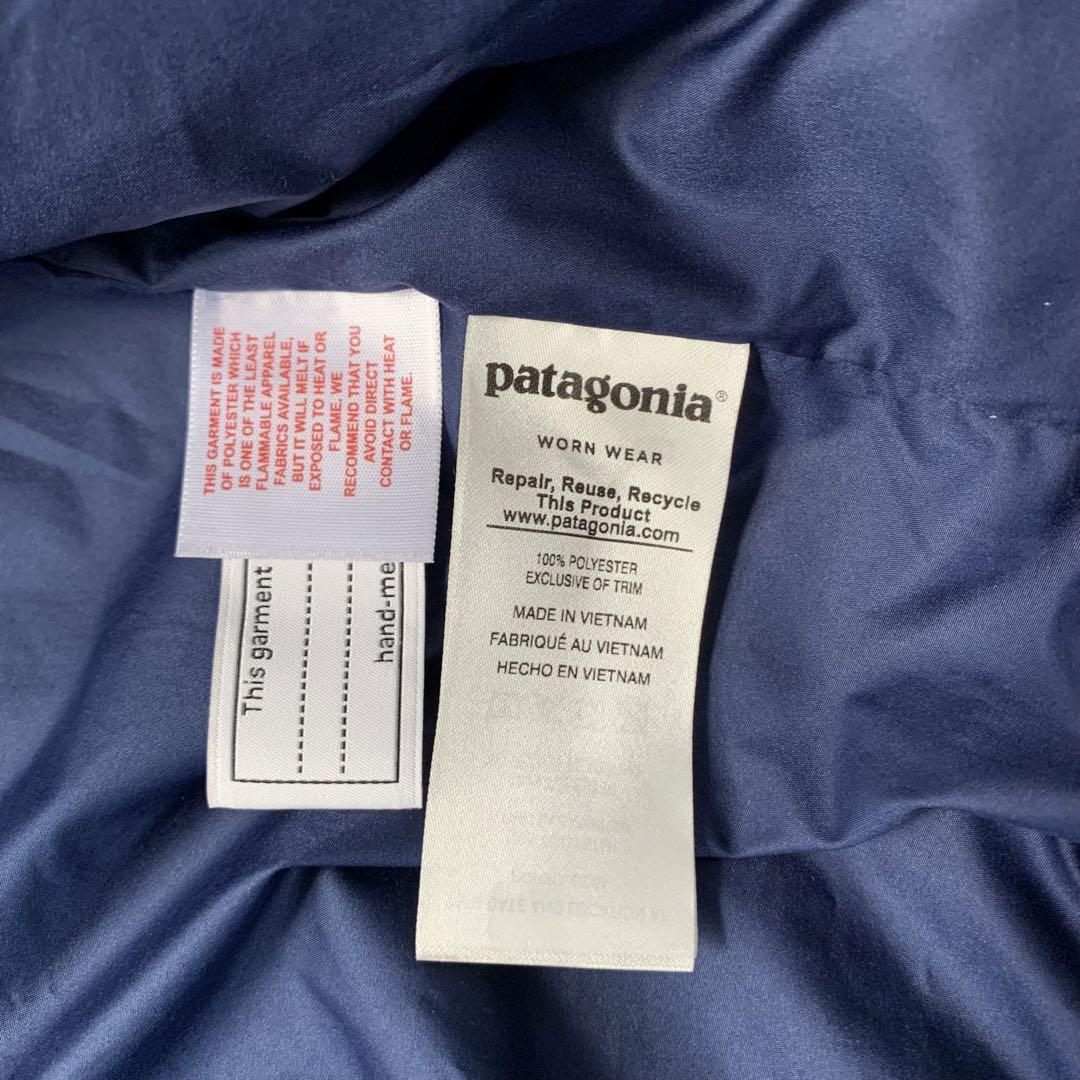 THIS GARMENT IS MADE
OF POLYESTER WHICH
IS ONE OF THE LEAST
FLAMMABLE APPAREL
FABRICS AVAILABLE,
BUT IT WILL MELT IF
EXPOSED TO HEAT OR
FLAME. WE
RECOMMEND THAT YOU
AVOID DIRECT
CONTACT WITH HEAT
OR FLAME.
This garment
hand-me
patagonia®
WORN WEAR
Repair, Reuse, Recycle
This Product
www.patagonia.com
100% POLYESTER
EXCLUSIVE OF TRIM
MADE IN VIETNAM
FABRIQUÉ AU VIETNAM
HECHO EN VIETNAM